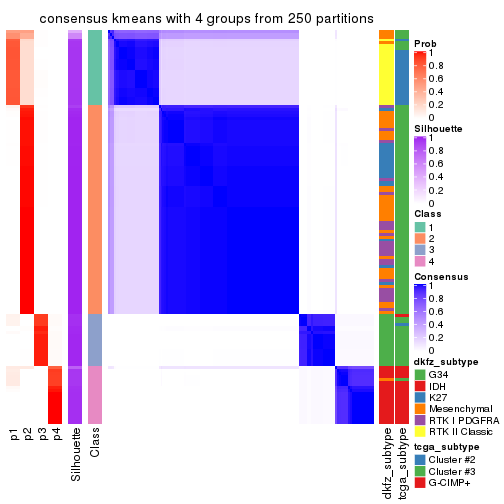 consensus kmeans with 4 groups from 250 partitions
Prob
1
0.8
0.6
0.4
0.2
0
Silhouette
1
0.8
0.6
0.4
0.2
0
Class
1
2
3
4
Consensus
1
0.8
0.6
0.4
0.2
0
dkfz_subtype
G34
IDH
K27
Mesenchymal
RTK I PDGFRA
RTK II Classic
tcga_subtype
Cluster #2
Cluster #3
G-CIMP+
p1
p2
p3
p4
Silhouette
Class
dkfz_subtype
tcga_subtype